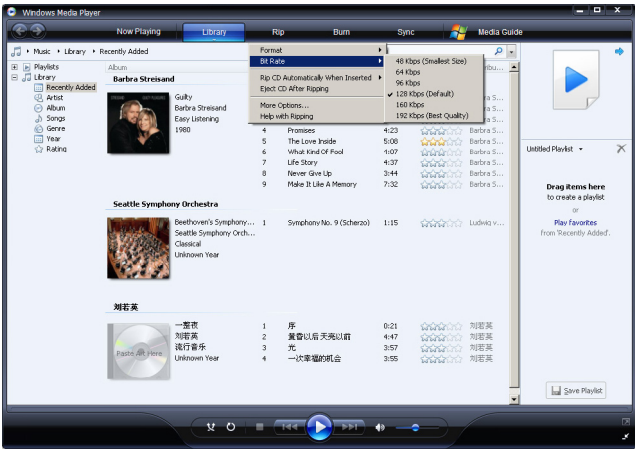 Windows Media Player
Now Playing Library Rip Burn Sync Media Guide
Music Library Recently Added
Format
Bit Rate
Rip CD Automatically When Inserted
Eject CD After Ripping
More Options...
Help with Ripping
48 Kbps (Smallest Size)
64 Kbps
96 Kbps
128 Kbps (Default)
160 Kbps
192 Kbps (Best Quality)
Playlists
Library
Recently Added
Artist
Album
Songs
Genre
Year
Rating
Album
Barbra Streisand
Guilty
Barbra Streisand
Easy Listening
1980
4 Promises 4:23 Barbra S...
5 The Love Inside 5:08 Barbra S...
6 What Kind Of Fool 4:07 Barbra S...
7 Life Story 4:37 Barbra S...
8 Never Give Up 3:44 Barbra S...
9 Make It Like A Memory 7:32 Barbra S...
Seattle Symphony Orchestra
Beethoven's Symphony... 1 Symphony No. 9 (Scherzo) 1:15 Ludwig v...
Seattle Symphony Orch...
Classical
Unknown Year
刘若英
Paste Art Here
一整夜 1 序 0:21 刘若英
刘若英 2 黄昏以后 天亮以前 4:47 刘若英
流行音乐 3 光 3:57 刘若英
Unknown Year 4 一次幸福的机会 3:55 刘若英
Untitled Playlist
Drag items here
to create a playlist
or
Play favorites
from 'Recently Added'.
Save Playlist